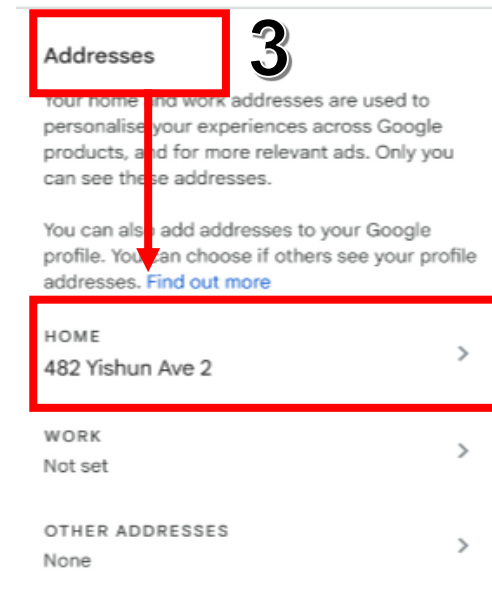 Addresses
3
Your home and work addresses are used to
personalise your experiences across Google
products, and for more relevant ads. Only you
can see these addresses.
You can also add addresses to your Google
profile. You can choose if others see your profile
addresses. Find out more
HOME
482 Yishun Ave 2
WORK
Not set
OTHER ADDRESSES
None